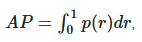 AP = ∫₀¹ p(r)dr,